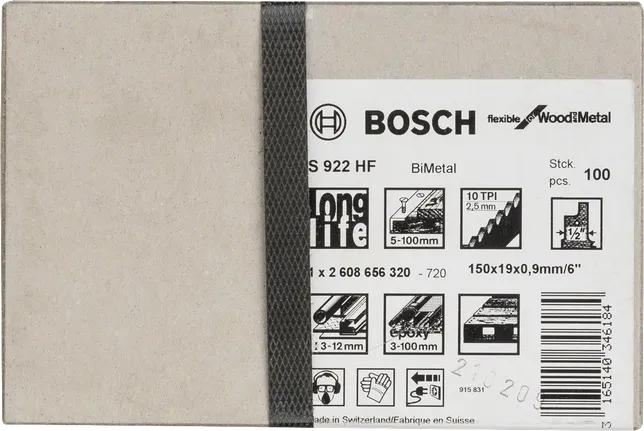 BOSCH
flexible for Wood and Metal
S 922 HF
BiMetal
Stck.
pcs. 100
long
life
5-100mm
10 TPI
2,5 mm
1/2"
1 x 2 608 656 320 - 720
150x19x0,9mm/6"
3-12mm
epoxy
3-100mm
915 831
3 165140 346184
made in Switzerland/Fabrique en Suisse